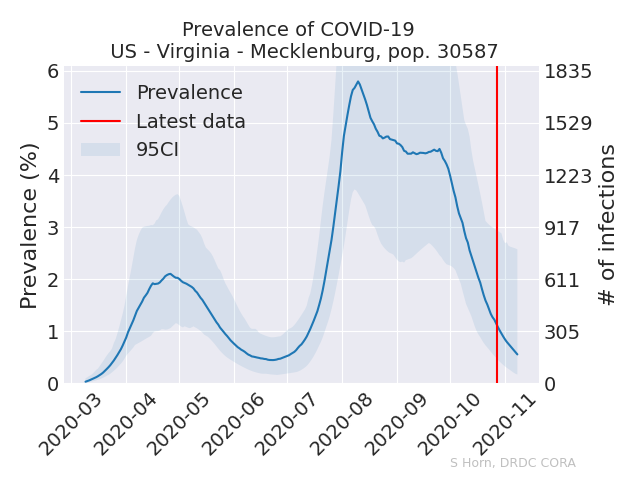 Prevalence of COVID-19
US - Virginia - Mecklenburg, pop. 30587
Prevalence
Latest data
95CI
Prevalence (%)
6
5
4
3
2
1
0
1835
1529
1223
917
611
305
0
# of infections
2020-03
2020-04
2020-05
2020-06
2020-07
2020-08
2020-09
2020-10
2020-11
S Horn, DRDC CORA